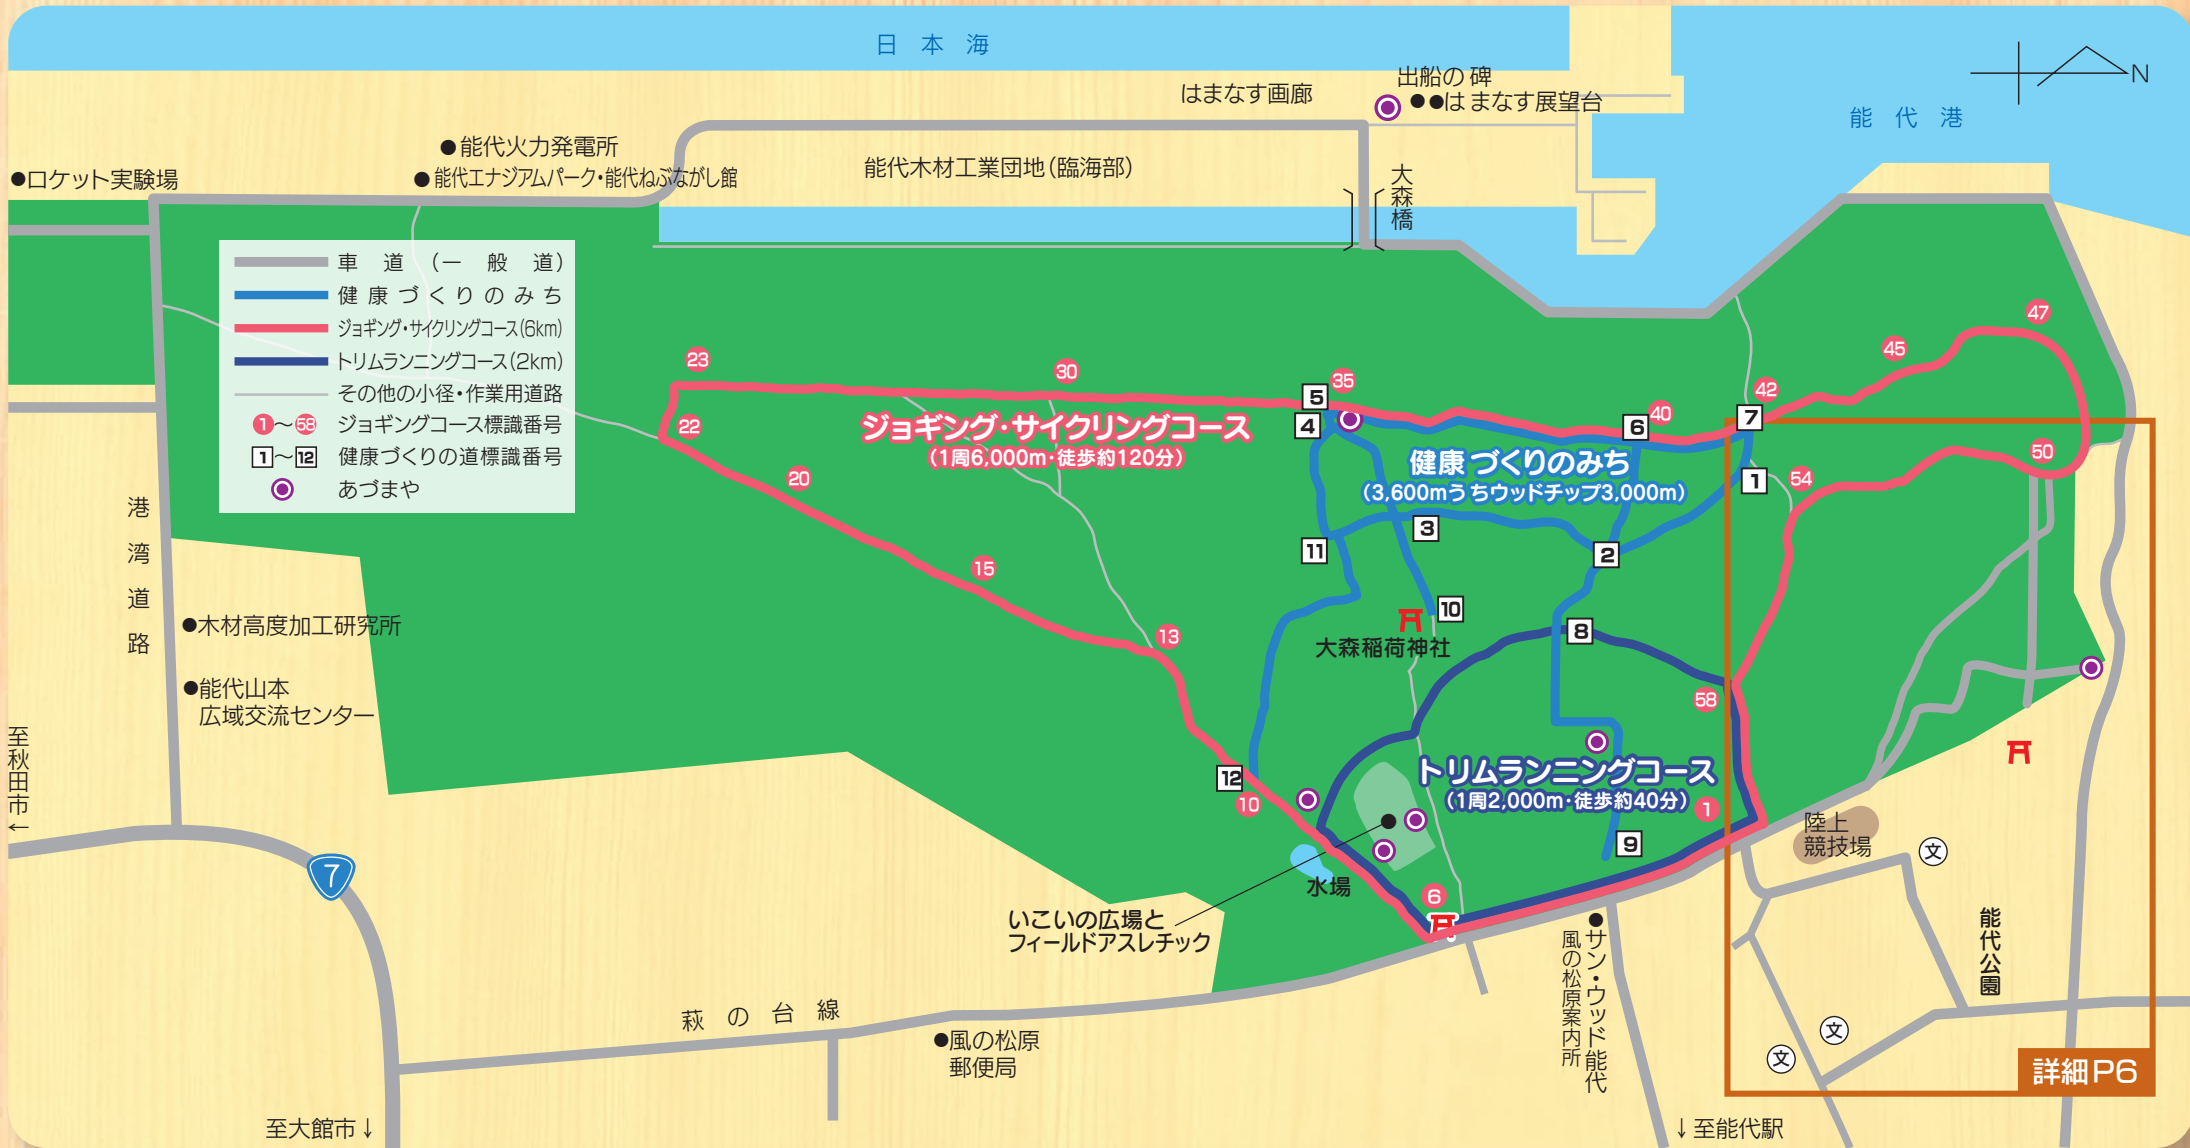 日本海
出船の碑
はまなす画廊
はまなす展望台
N
能代港
能代火力発電所
能代エナジアムパーク・能代ねぶながし館
能代木材工業団地(臨海部)
大森橋
ロケット実験場
車道(一般道)
健康づくりのみち
ジョギング・サイクリングコース(6km)
トリムランニングコース(2km)
その他の小径・作業用道路
1～58 ジョギングコース標識番号
1～12 健康づくりの道標識番号
あづまや
47
45
42
7
40
6
35
5
4
30
23
22
20
15
13
ジョギング・サイクリングコース
(1周6,000m・徒歩約120分)
健康づくりのみち
(3,600mうちウッドチップ3,000m)
50
54
1
3
2
11
10
8
大森稲荷神社
58
港湾道路
木材高度加工研究所
能代山本
広域交流センター
至秋田市←
7
12
10
トリムランニングコース
(1周2,000m・徒歩約40分)
1
9
陸上
競技場
文
水場
6
いこいの広場と
フィールドアスレチック
サン・ウッド能代
風の松原案内所
能代公園
萩の台線
風の松原
郵便局
文
文
詳細P6
至大館市↓
↓至能代駅